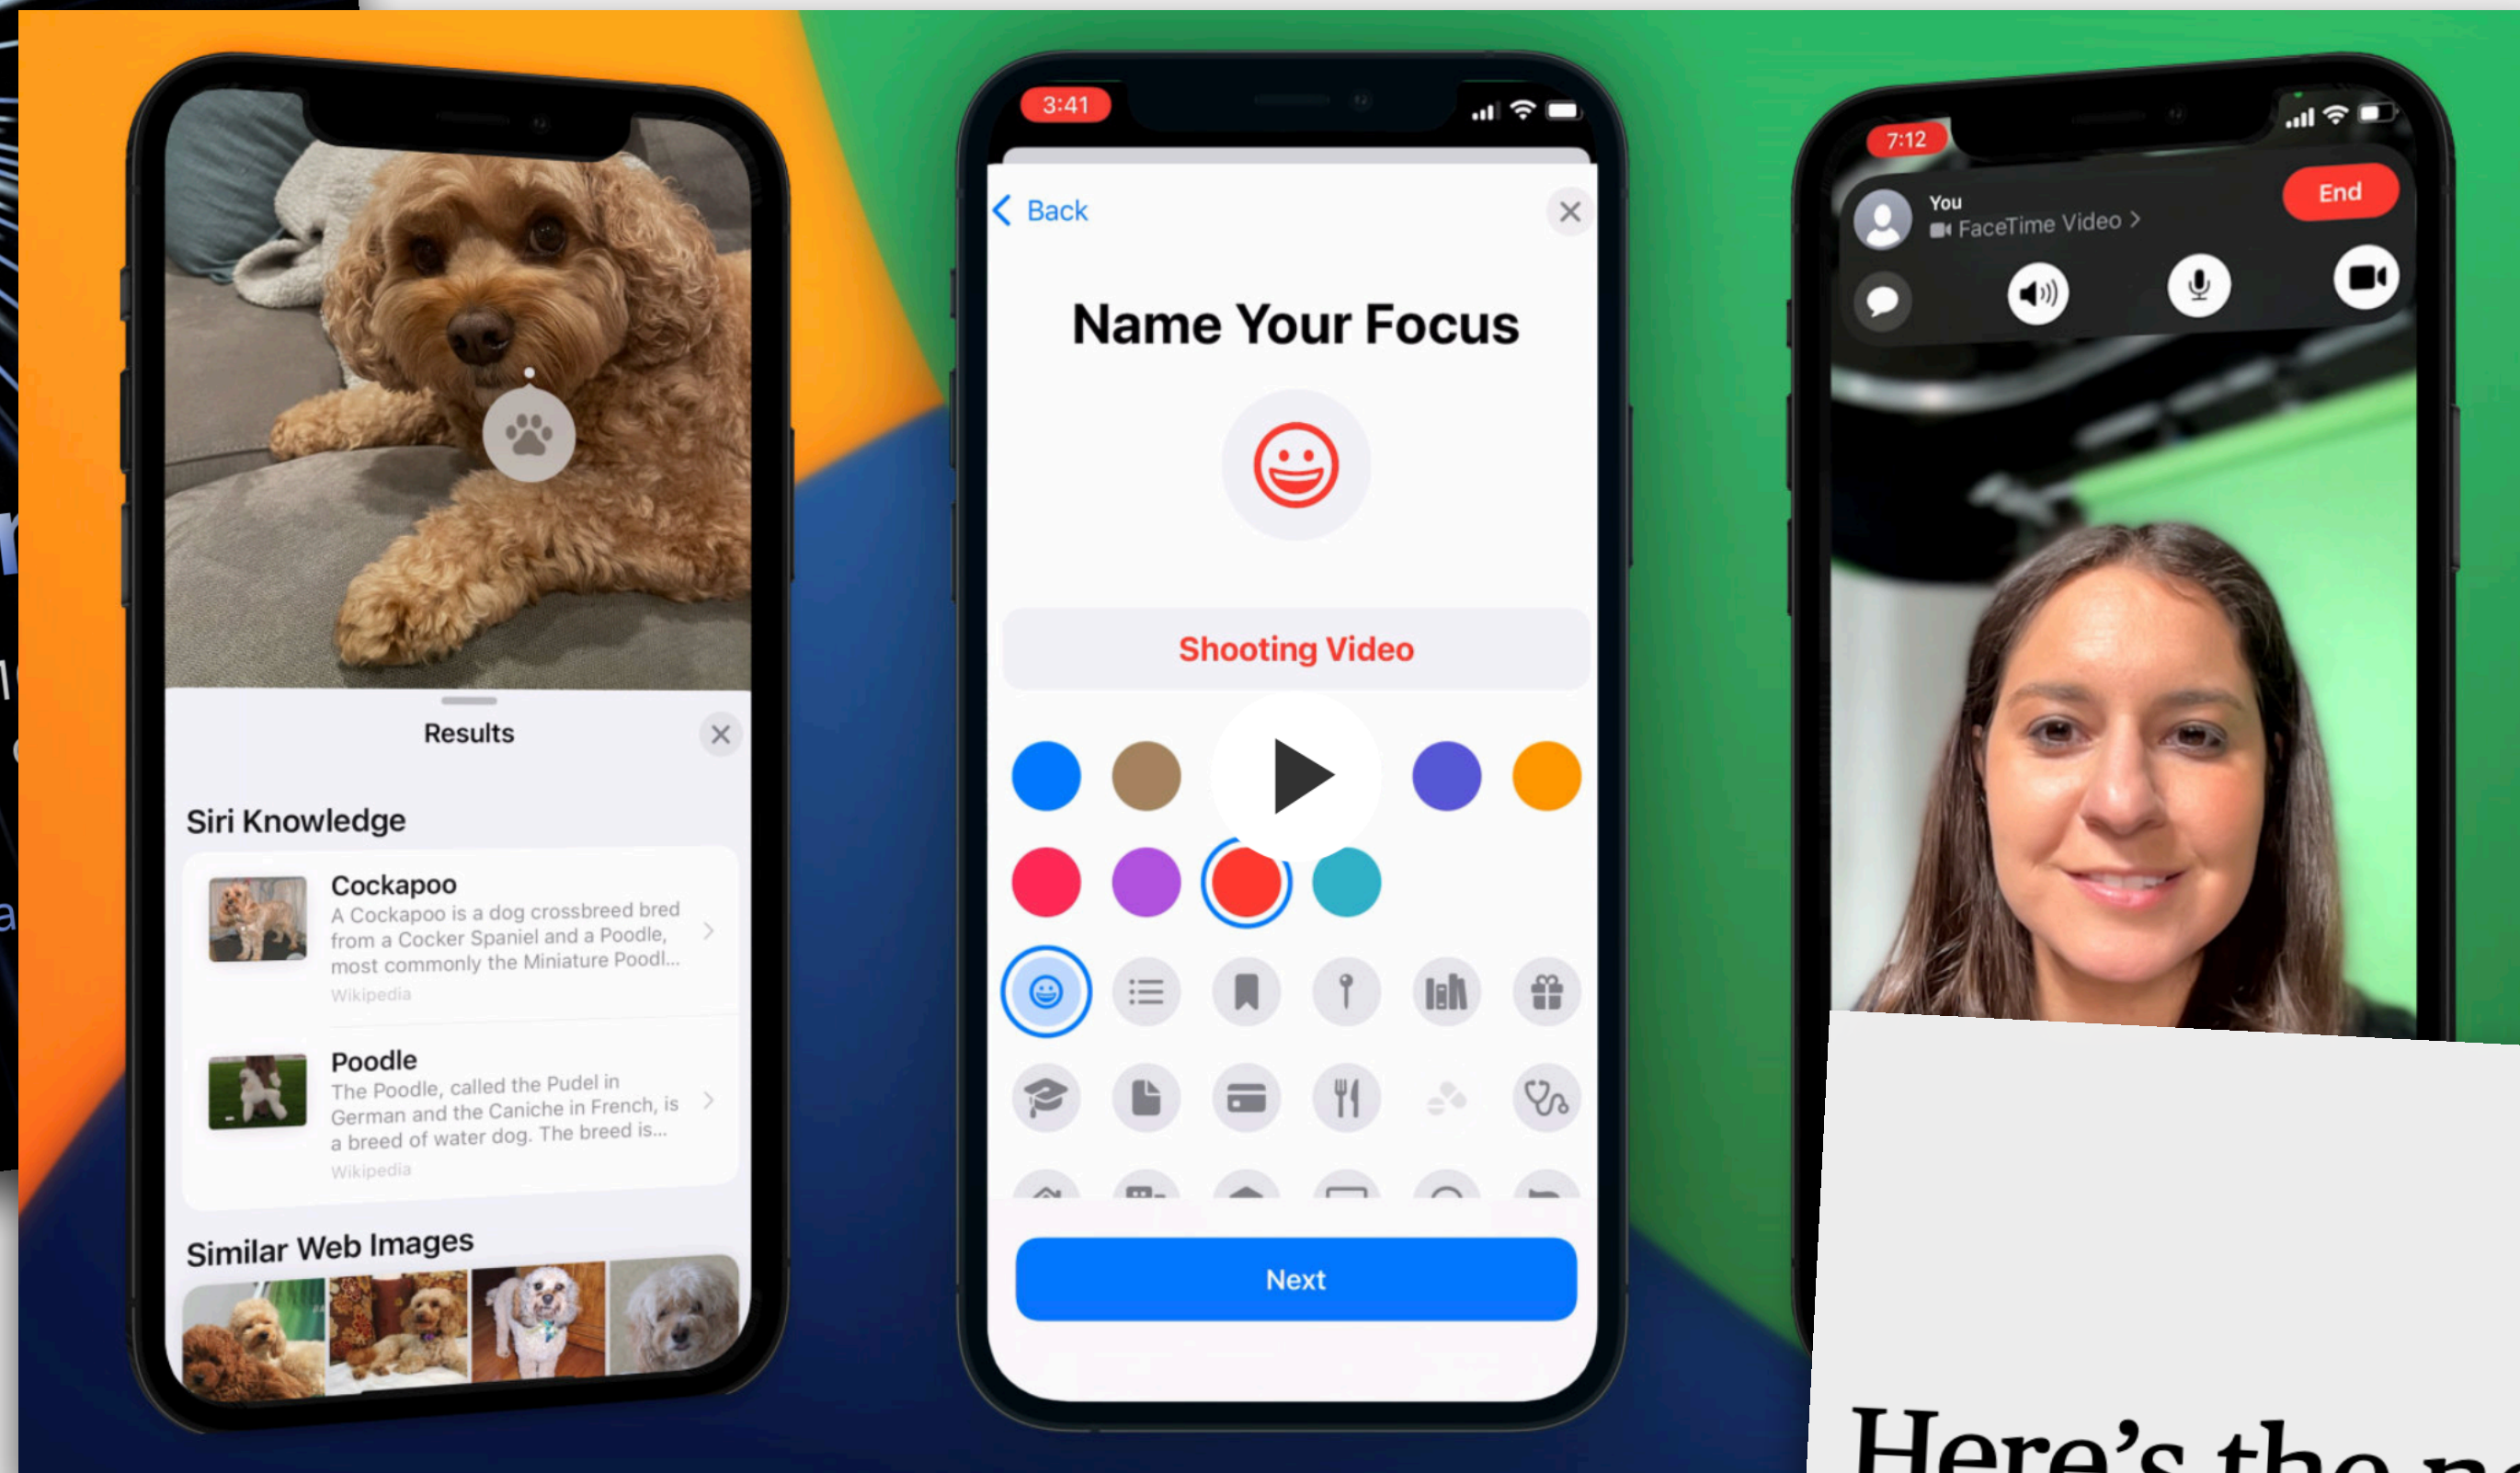 3:41
7:12
You
FaceTime Video
End
Back
Name Your Focus
Shooting Video
Results
Siri Knowledge
Cockapoo
A Cockapoo is a dog crossbreed bred
from a Cocker Spaniel and a Poodle,
most commonly the Miniature Poodl...
Wikipedia
Poodle
The Poodle, called the Pudel in
German and the Caniche in French, is
a breed of water dog. The breed is...
Wikipedia
Similar Web Images
Next
Here's the